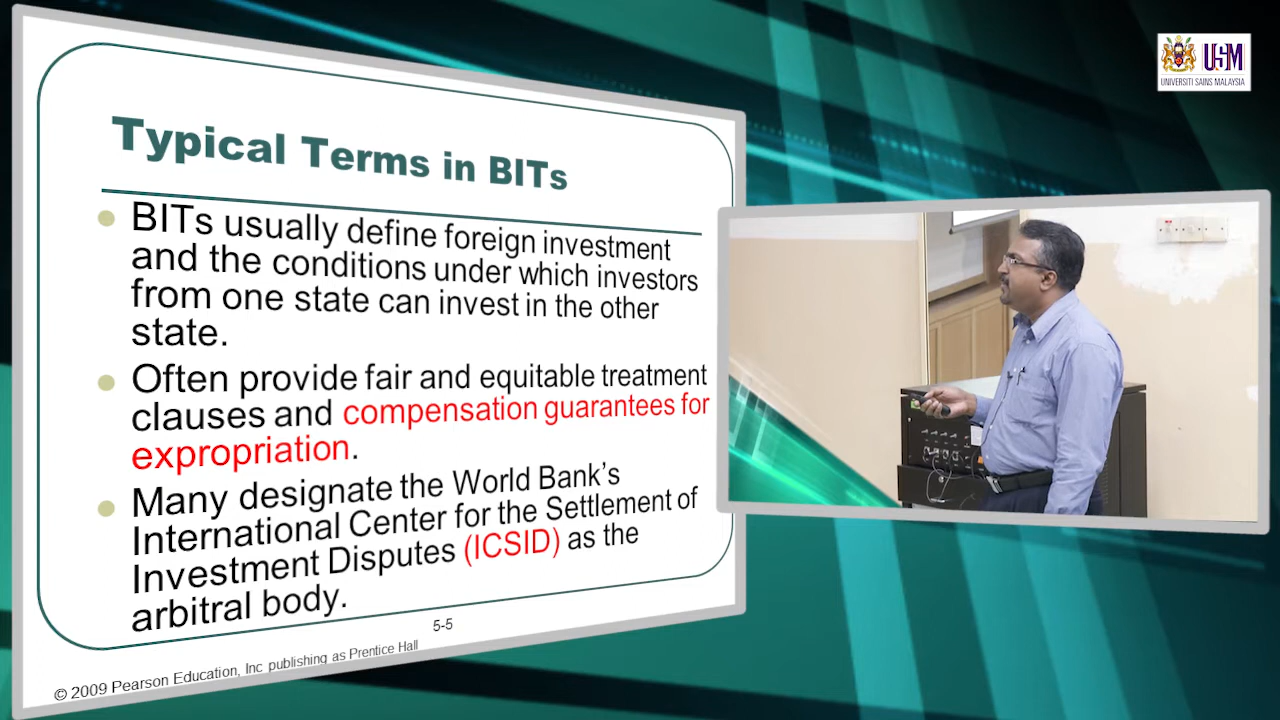 USM
UNIVERSITI SAINS MALAYSIA
Typical Terms in BITs
BITs usually define foreign investment
and the conditions under which investors
from one state can invest in the other
state.
Often provide fair and equitable treatment
clauses and compensation guarantees for
expropriation.
Many designate the World Bank’s
International Center for the Settlement of
Investment Disputes (ICSID) as the
arbitral body.
5-5
© 2009 Pearson Education, Inc publishing as Prentice Hall